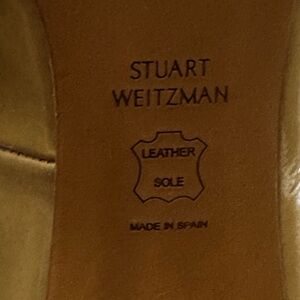 STUART
WEITZMAN
LEATHER
SOLE
MADE IN SPAIN